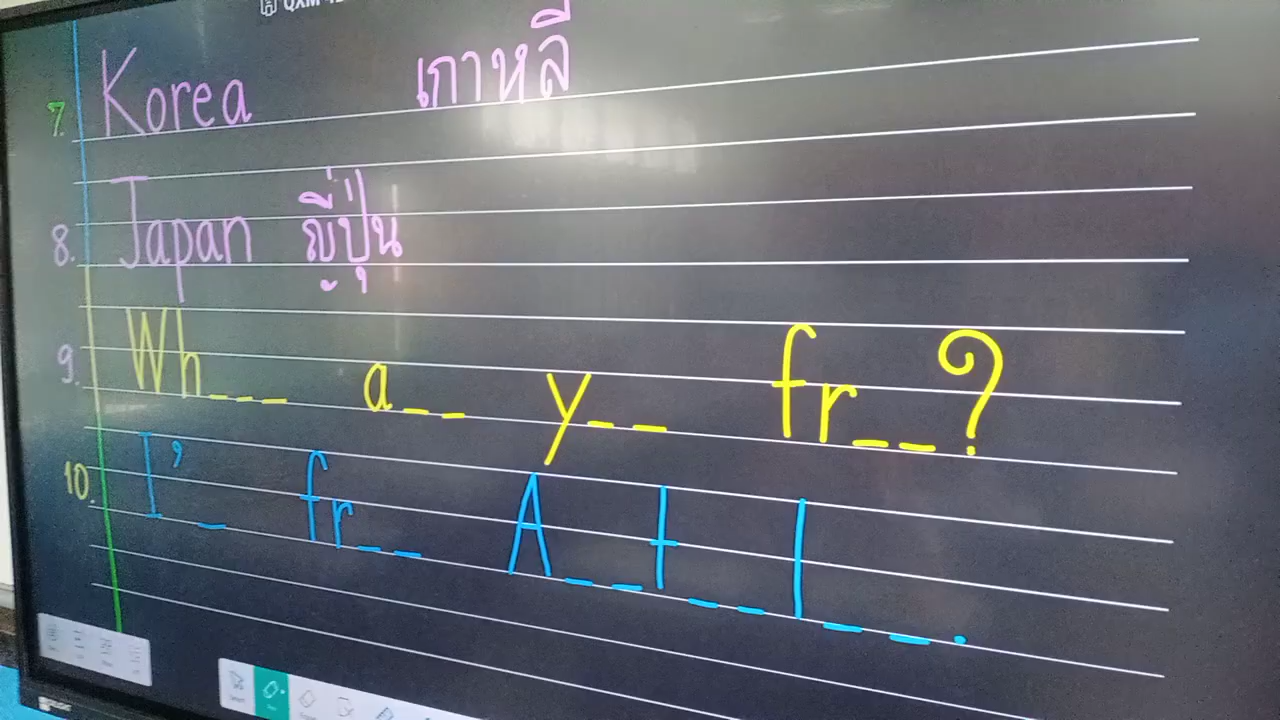 7. Korea เกาหลี
8. Japan ญี่ปุ่น
9. Wh___ a__ y__ fr__?
10. I'_ fr__ A__t__l__.